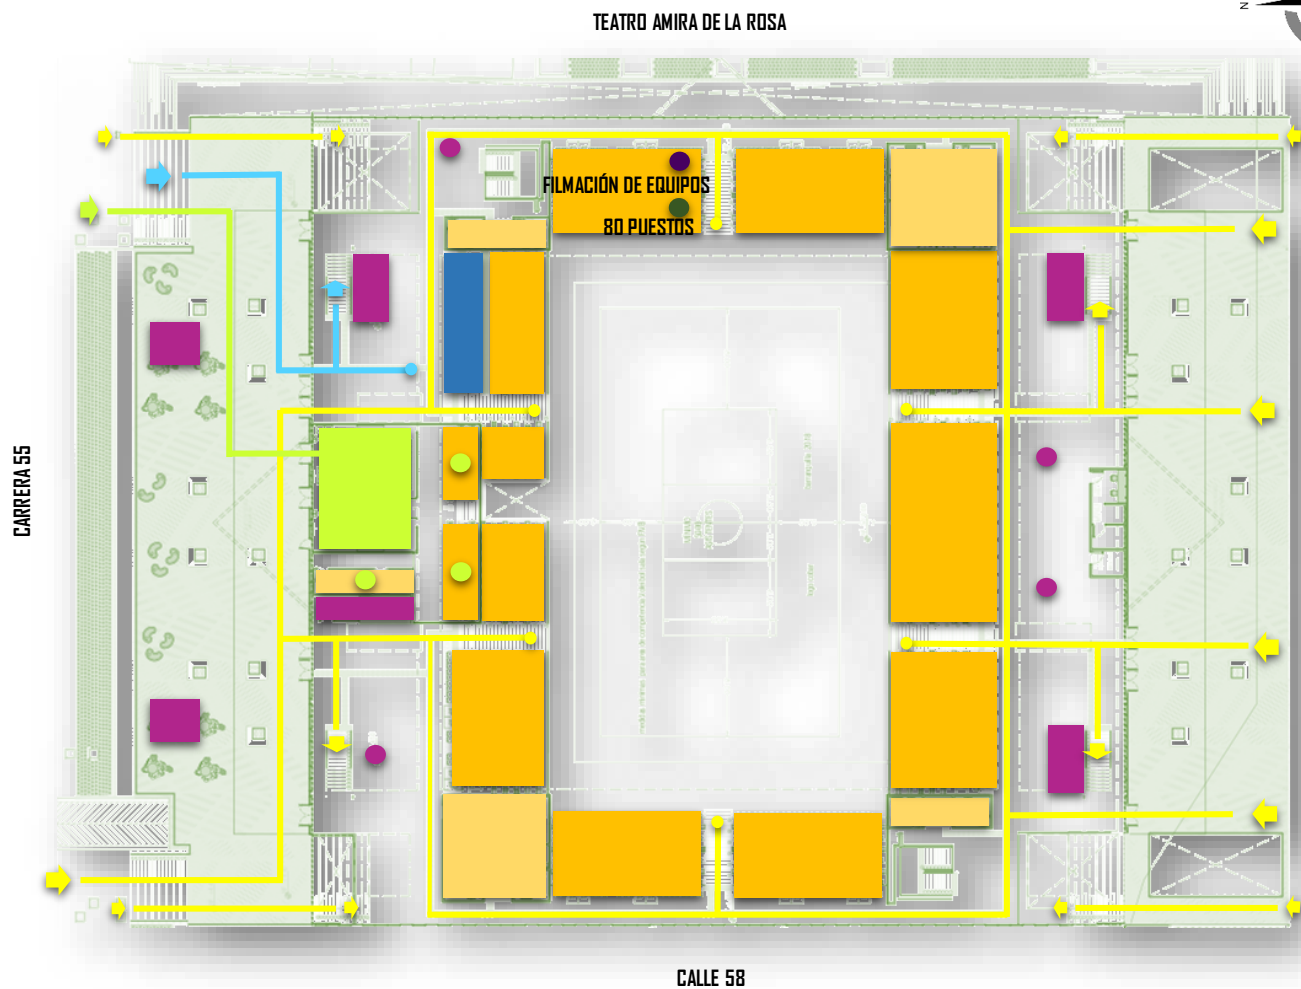 TEATRO AMIRA DE LA ROSA
N
FILMACIÓN DE EQUIPOS
80 PUESTOS
CARRERA 55
CALLE 58